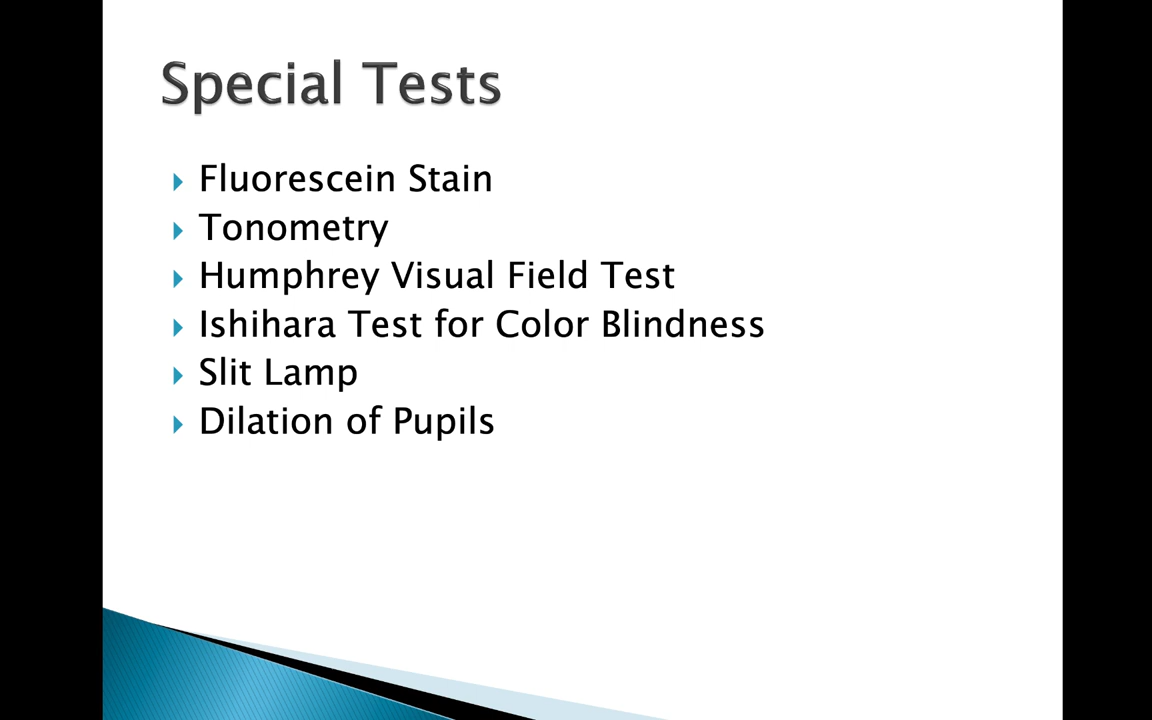 Special Tests
Fluorescein Stain
Tonometry
Humphrey Visual Field Test
Ishihara Test for Color Blindness
Slit Lamp
Dilation of Pupils